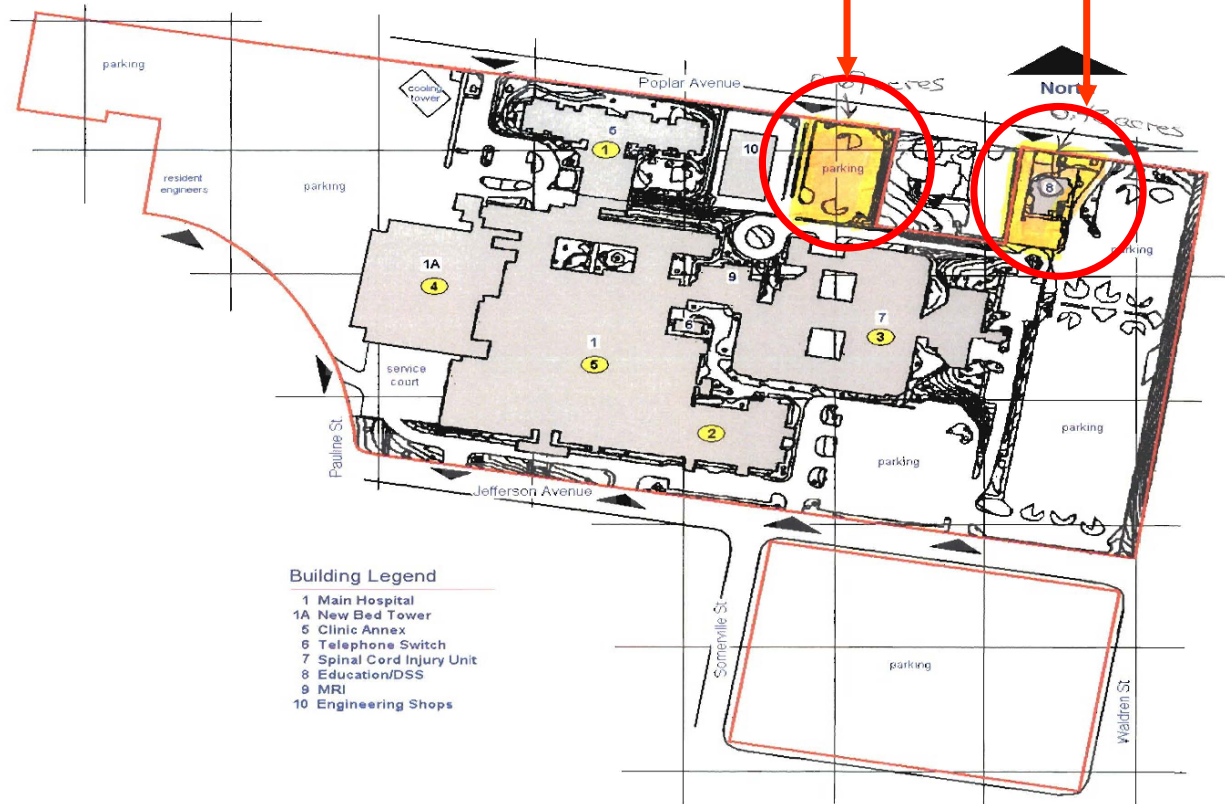 Poplar Avenue
acres
North
acres
parking
cooling
tower
5
1
10
parking
8
resident
engineers
parking
parking
1A
4
9
7
6
3
1
5
service
court
2
parking
parking
Pauline St.
Jefferson Avenue
Building Legend
1 Main Hospital
1A New Bed Tower
5 Clinic Annex
6 Telephone Switch
7 Spinal Cord Injury Unit
8 Education/DSS
9 MRI
10 Engineering Shops
Somerville St
parking
Waldren St